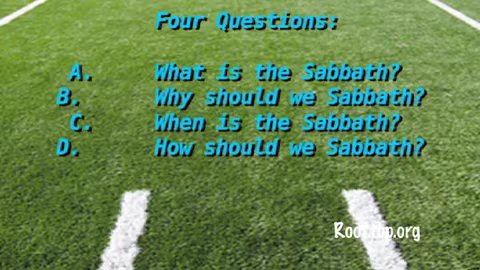 Four Questions:
A. What is the Sabbath?
B. Why should we Sabbath?
C. When is the Sabbath?
D. How should we Sabbath?
Rooftop.org